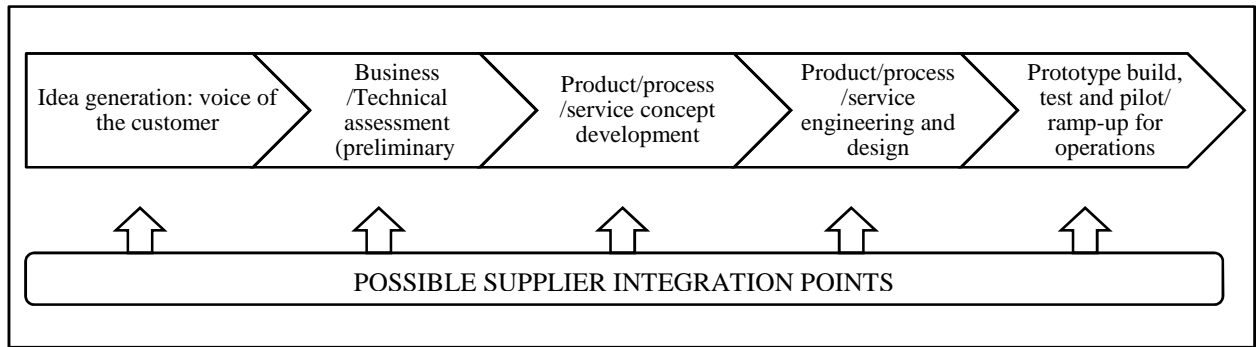 Idea generation: voice of
the customer
Business
/Technical
assessment
(preliminary
Product/process
/service concept
development
Product/process
/service
engineering and
design
Prototype build,
test and pilot/
ramp-up for
operations
POSSIBLE SUPPLIER INTEGRATION POINTS